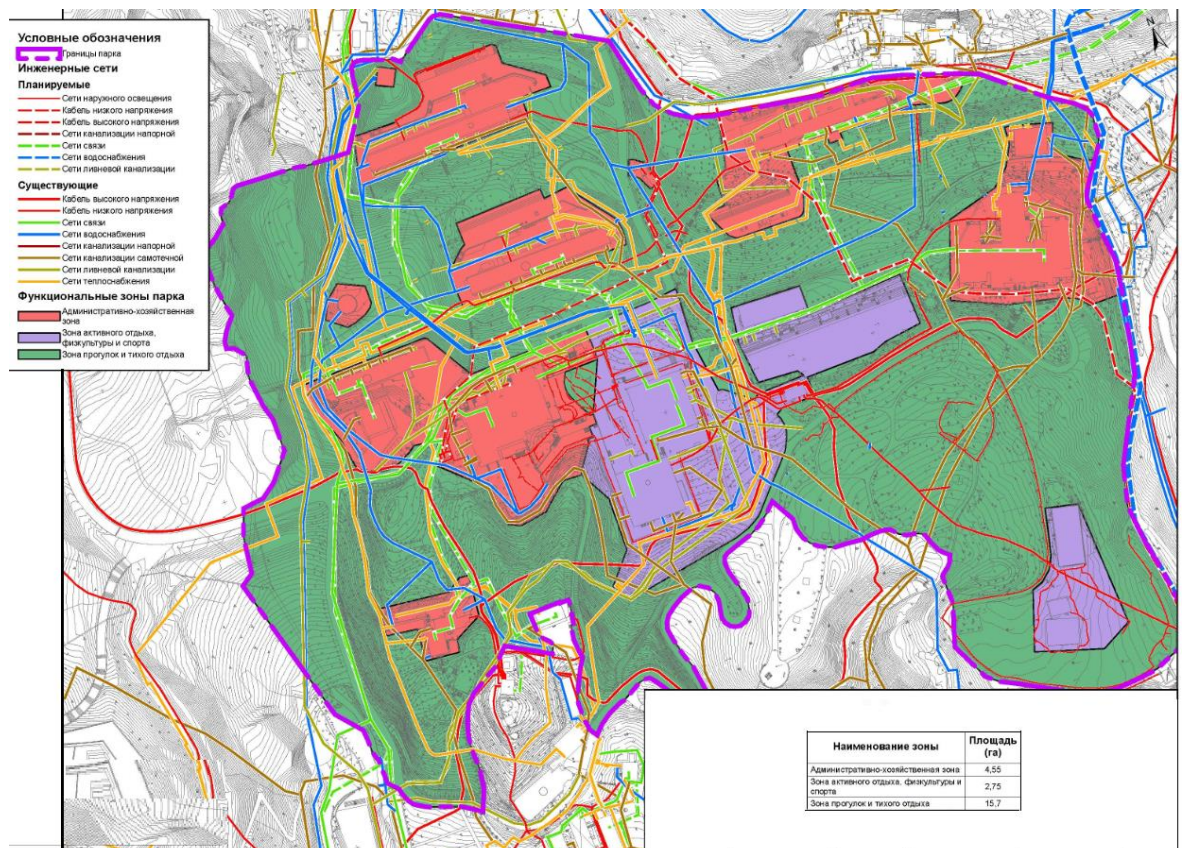 Условные обозначения
Границы парка
Инженерные сети
Планируемые
Сети наружного освещения
Кабель низкого напряжения
Кабель высокого напряжения
Сети канализации напорной
Сети связи
Сети водоснабжения
Сети ливневой канализации
Существующие
Кабель высокого напряжения
Кабель низкого напряжения
Сети связи
Сети водоснабжения
Сети канализации напорной
Сети канализации самотечной
Сети ливневой канализации
Сети теплоснабжения
Функциональные зоны парка
Административно-хозяйственная
зона
Зона активного отдыха,
физкультуры и спорта
Зона прогулок и тихого отдыха
N
Наименование зоны Площадь
(га)
Административно-хозяйственная зона 4,55
Зона активного отдыха, физкультуры и
спорта 2,75
Зона прогулок и тихого отдыха 15,7